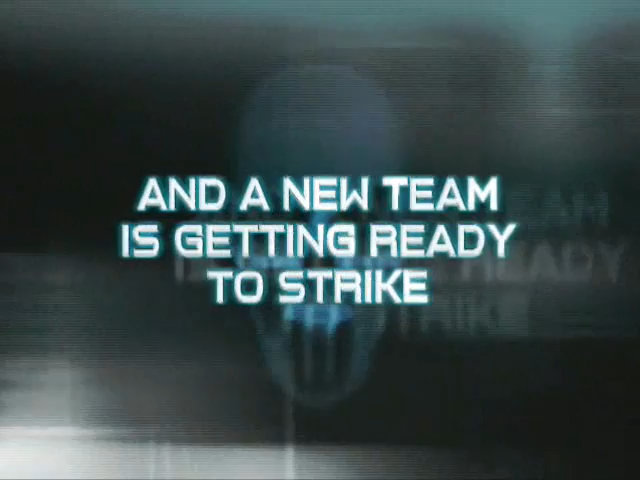 AND A NEW TEAM
IS GETTING READY
TO STRIKE